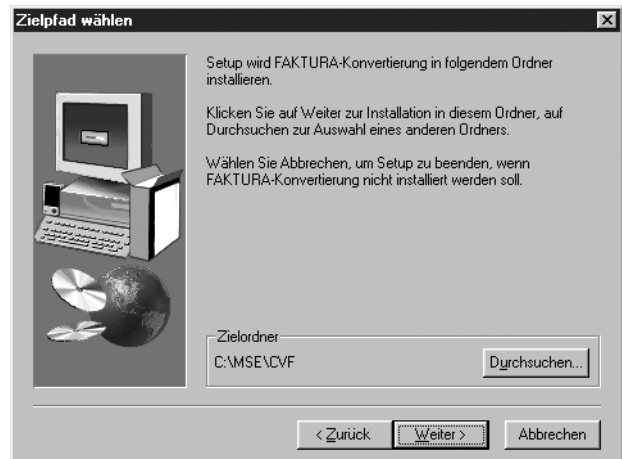 Zielpfad wählen
Setup wird FAKTURA-Konvertierung in folgendem Ordner
installieren.
Klicken Sie auf Weiter zur Installation in diesem Ordner, auf
Durchsuchen zur Auswahl eines anderen Ordners.
Wählen Sie Abbrechen, um Setup zu beenden, wenn
FAKTURA-Konvertierung nicht installiert werden soll.
Zielordner
C:\MSE\CVF
Durchsuchen...
< Zurück
Weiter >
Abbrechen